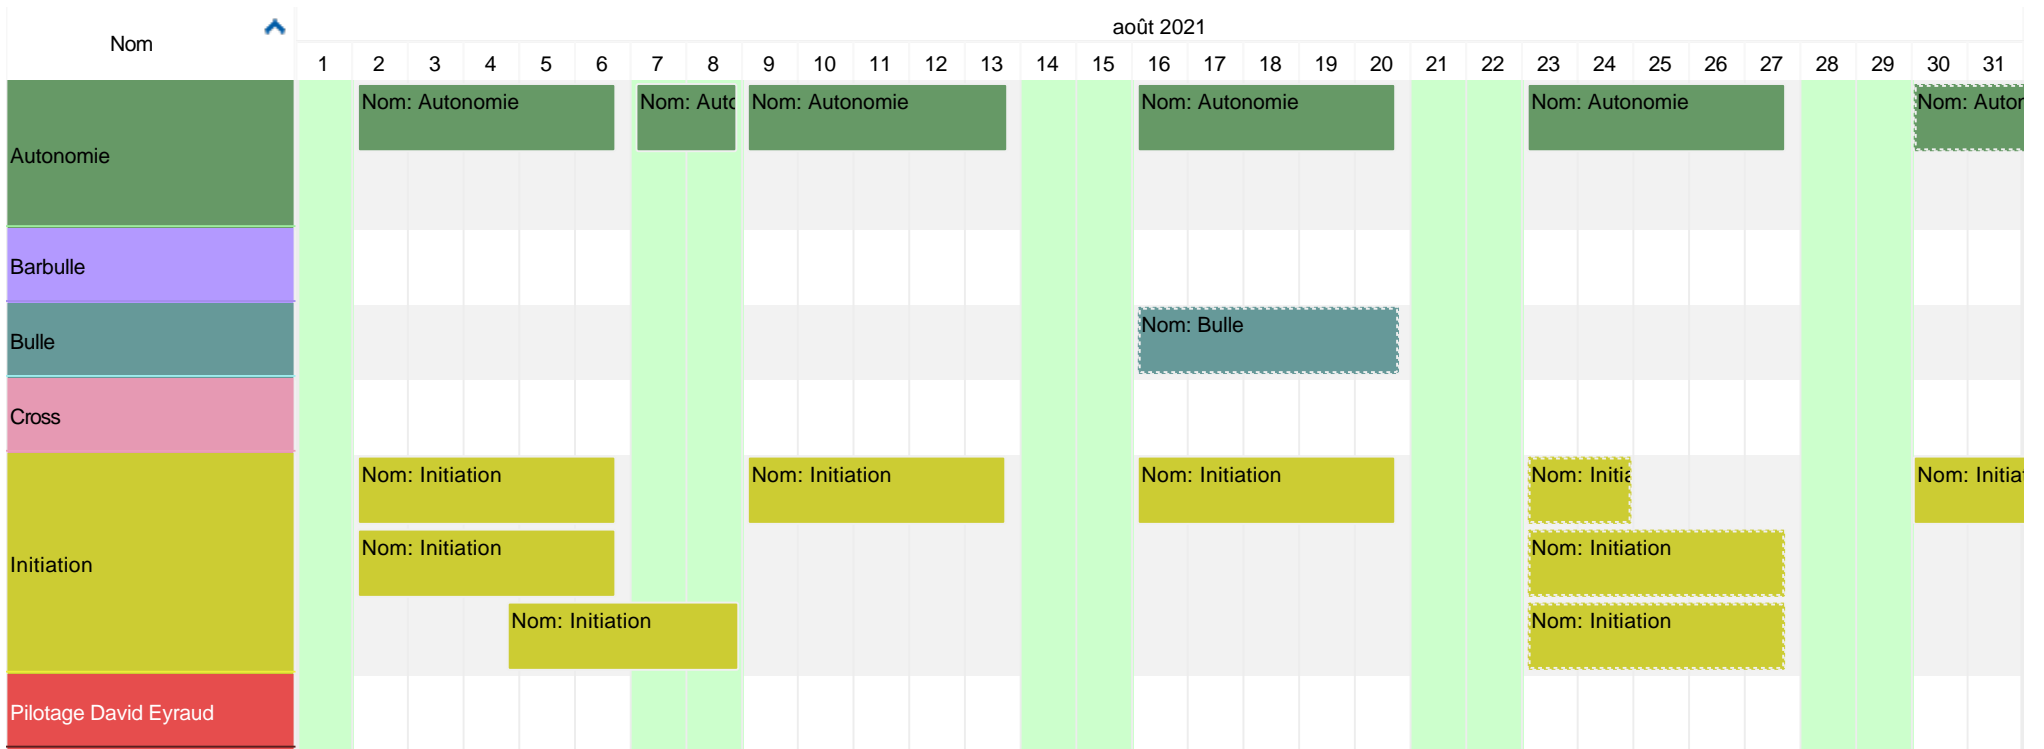 Nom
août 2021
1 2 3 4 5 6 7 8 9 10 11 12 13 14 15 16 17 18 19 20 21 22 23 24 25 26 27 28 29 30 31
Autonomie
Nom: Autonomie
Nom: Auto
Nom: Autonomie
Nom: Autonomie
Nom: Autonomie
Nom: Auton
Barbulle
Bulle
Nom: Bulle
Cross
Initiation
Nom: Initiation
Nom: Initiation
Nom: Initiation
Nom: Initia
Nom: Initiat
Nom: Initiation
Nom: Initiation
Nom: Initiation
Nom: Initiation
Pilotage David Eyraud